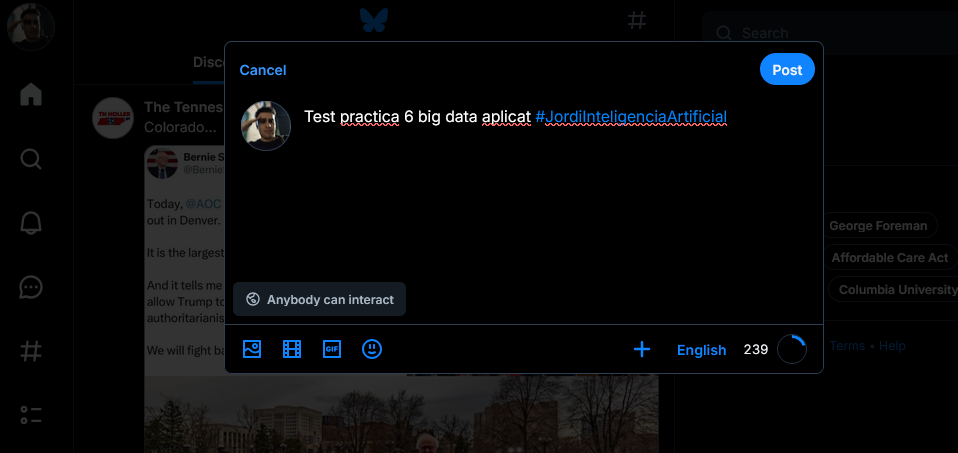 Search
Disc
Cancel
Post
TN HOLLER
The Tennes
Colorado...
Test practica 6 big data aplicat #JordiInteligenciaArtificial
Bernie S
@Bernie
Today, @AOC
out in Denver.
It is the largest
And it tells me
allow Trump to
authoritarianis
We will fight ba
George Foreman
Affordable Care Act
Columbia University
Anybody can interact
Terms • Help
GIF
English
239